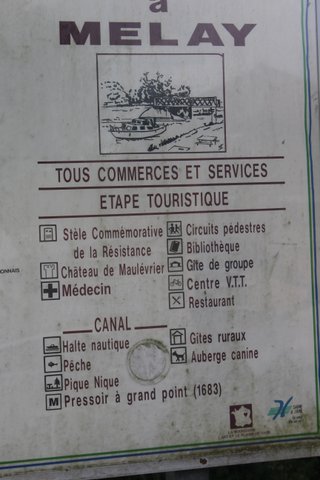 à
MELAY
TOUS COMMERCES ET SERVICES
ETAPE TOURISTIQUE
Stèle Commémorative
de la Résistance
Château de Maulévrier
Médecin
Circuits pédestres
Bibliothèque
Gîte de groupe
Centre V.T.T.
Restaurant
ONNAIS
CANAL
Halte nautique
Pêche
Pique Nique
M Pressoir à grand point (1683)
Gîtes ruraux
Auberge canine